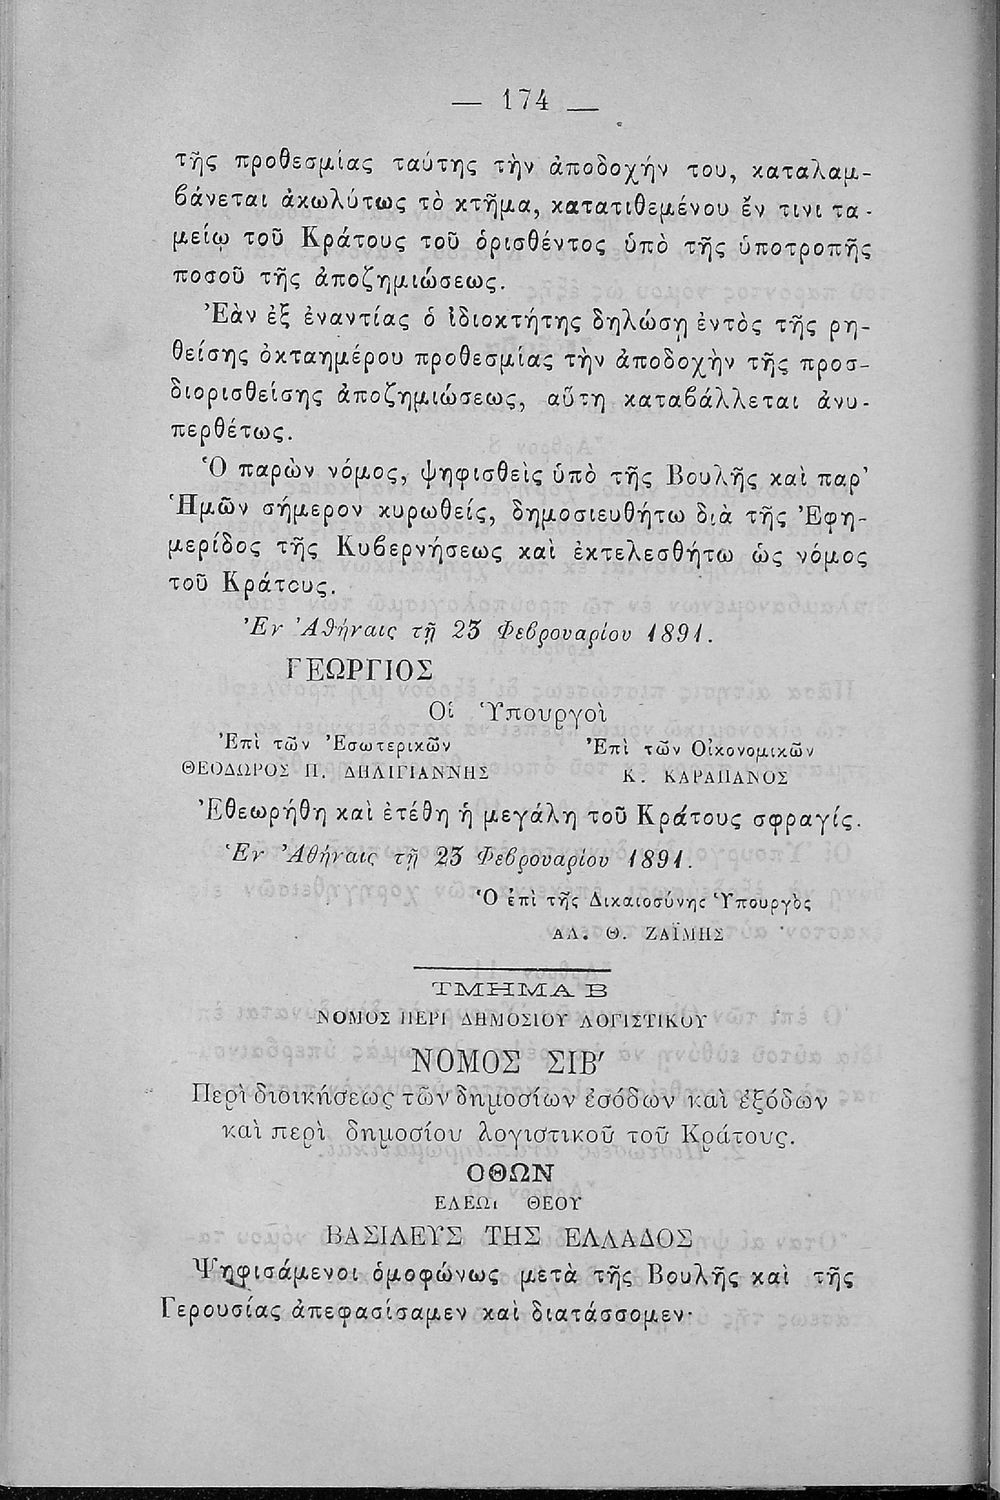 — 174 —
τῆς προθεσμίας ταύτης τὴν ἀποδοχήν του, καταλαμ-
βάνεται ἀκωλύτως τὸ κτῆμα, κατατιθεμένου ἔν τινι τα-
μείῳ τοῦ Κράτους τοῦ ὁρισθέντος ὑπὸ τῆς ὑποτροπῆς
ποσοῦ τῆς ἀποζημιώσεως.
Ἐὰν ἐξ ἐναντίας ὁ ἰδιοκτήτης δηλώσῃ ἐντὸς τῆς ρη-
θείσης ὀκταημέρου προθεσμίας τὴν ἀποδοχὴν τῆς προσ-
διορισθείσης ἀποζημιώσεως, αὕτη καταβάλλεται ἀνυ-
περθέτως.
Ὁ παρὼν νόμος, ψηφισθεὶς ὑπὸ τῆς Βουλῆς καὶ παρ'
Ἡμῶν σήμερον κυρωθείς, δημοσιευθήτω διὰ τῆς Ἐφη-
μερίδος τῆς Κυβερνήσεως καὶ ἐκτελεσθήτω ὡς νόμος
τοῦ Κράτους.
Ἐν Ἀθήναις τῇ 23 Φεβρουαρίου 1891.
ΓΕΩΡΓΙΟΣ
Οἱ Ὑπουργοὶ
Ἐπὶ τῶν Ἐσωτερικῶν Ἐπὶ τῶν Οἰκονομικῶν
ΘΕΟΔΩΡΟΣ Π. ΔΗΛΙΓΙΑΝΝΗΣ Κ. ΚΑΡΑΠΑΝΟΣ
Ἐθεωρήθη καὶ ἐτέθη ἡ μεγάλη τοῦ Κράτους σφραγίς.
Ἐν Ἀθήναις τῇ 23 Φεβρουαρίου 1891.
Ὁ ἐπὶ τῆς Δικαιοσύνης Ὑπουργὸς
ΑΛ. Θ. ΖΑΪΜΗΣ
ΤΜΗΜΑ Β
ΝΟΜΟΣ ΠΕΡΙ ΔΗΜΟΣΙΟΥ ΛΟΓΙΣΤΙΚΟΥ
ΝΟΜΟΣ ΣΙΒ'
Περὶ διοικήσεως τῶν δημοσίων ἐσόδων καὶ ἐξόδων
καὶ περὶ δημοσίου λογιστικοῦ τοῦ Κράτους.
ΟΘΩΝ
ΕΛΕΩι ΘΕΟΥ
ΒΑΣΙΛΕΥΣ ΤΗΣ ΕΛΛΑΔΟΣ
Ψηφισάμενοι ὁμοφώνως μετὰ τῆς Βουλῆς καὶ τῆς
Γερουσίας ἀπεφασίσαμεν καὶ διατάσσομεν·